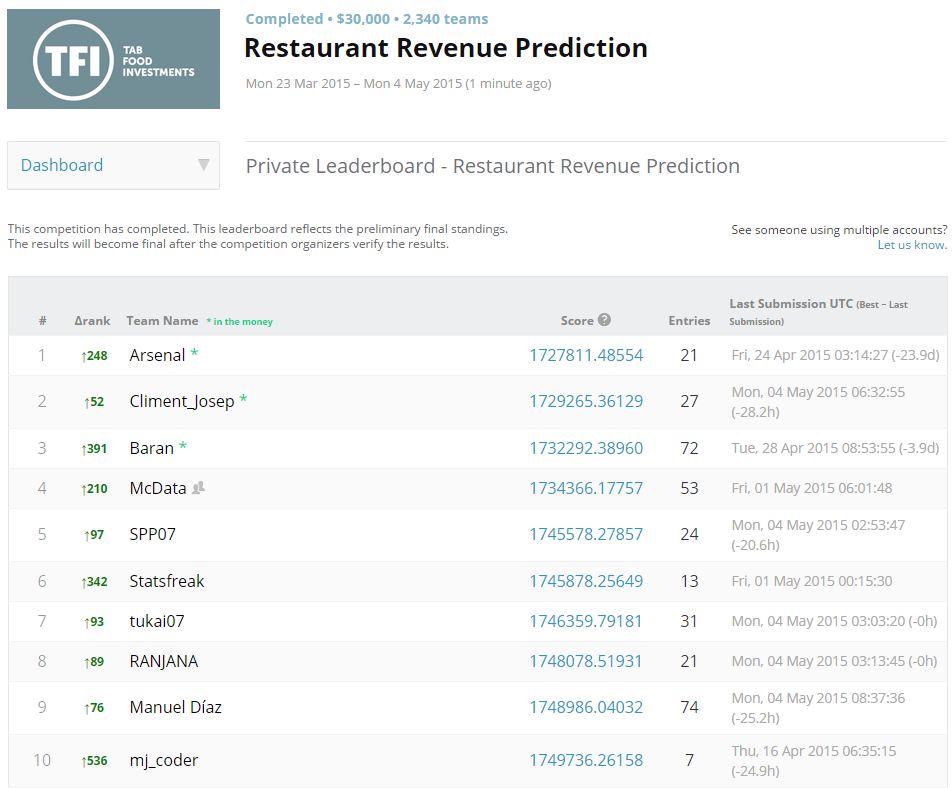 TFI TAB
FOOD
INVESTMENTS
Completed • $30,000 • 2,340 teams
Restaurant Revenue Prediction
Mon 23 Mar 2015 – Mon 4 May 2015 (1 minute ago)
Dashboard
Private Leaderboard - Restaurant Revenue Prediction
This competition has completed. This leaderboard reflects the preliminary final standings.
The results will become final after the competition organizers verify the results.
See someone using multiple accounts?
Let us know.
# Δrank Team Name * in the money Score ? Entries Last Submission UTC (Best – Last
Submission)
1 ↑248 Arsenal * 1727811.48554 21 Fri, 24 Apr 2015 03:14:27 (-23.9d)
2 ↑52 Climent_Josep * 1729265.36129 27 Mon, 04 May 2015 06:32:55
(-28.2h)
3 ↑391 Baran * 1732292.38960 72 Tue, 28 Apr 2015 08:53:55 (-3.9d)
4 ↑210 McData 1734366.17757 53 Fri, 01 May 2015 06:01:48
5 ↑97 SPP07 1745578.27857 24 Mon, 04 May 2015 02:53:47
(-20.6h)
6 ↑342 Statsfreak 1745878.25649 13 Fri, 01 May 2015 00:15:30
7 ↑93 tukai07 1746359.79181 31 Mon, 04 May 2015 03:03:20 (-0h)
8 ↑89 RANJANA 1748078.51931 21 Mon, 04 May 2015 03:13:45 (-0h)
9 ↑76 Manuel Díaz 1748986.04032 74 Mon, 04 May 2015 08:37:36
(-25.2h)
10 ↑536 mj_coder 1749736.26158 7 Thu, 16 Apr 2015 06:35:15
(-24.9h)